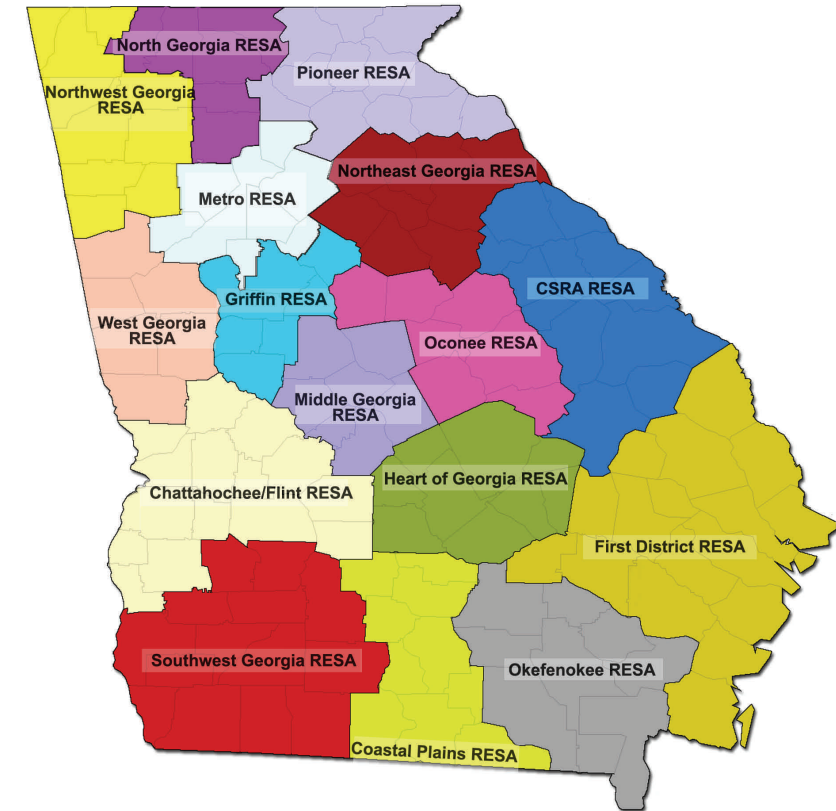 North Georgia RESA
Pioneer RESA
Northwest Georgia
RESA
Northeast Georgia RESA
Metro RESA
CSRA RESA
Griffin RESA
West Georgia
RESA
Oconee RESA
Middle Georgia
RESA
Heart of Georgia RESA
Chattahochee/Flint RESA
First District RESA
Southwest Georgia RESA
Okefenokee RESA
Coastal Plains RESA